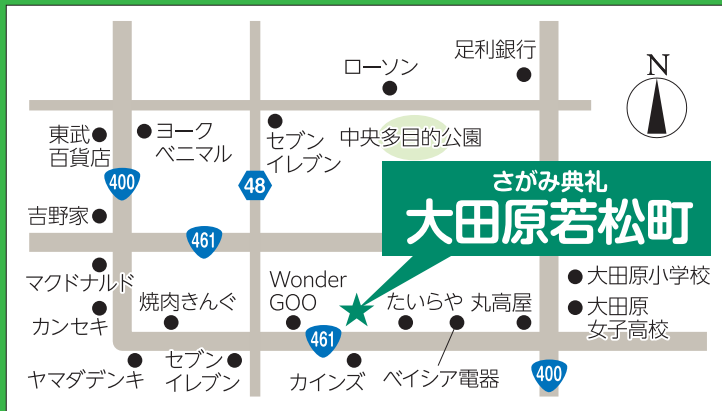 足利銀行
ローソン
N
東武
百貨店
ヨーク
ベニマル
セブン
イレブン
中央多目的公園
400
48
さがみ典礼
大田原若松町
吉野家
461
マクドナルド
カンセキ
焼肉きんぐ
Wonder
GOO
たいらや
丸高屋
大田原小学校
大田原
女子高校
461
ヤマダデンキ
セブン
イレブン
カインズ
ベイシア電器
400